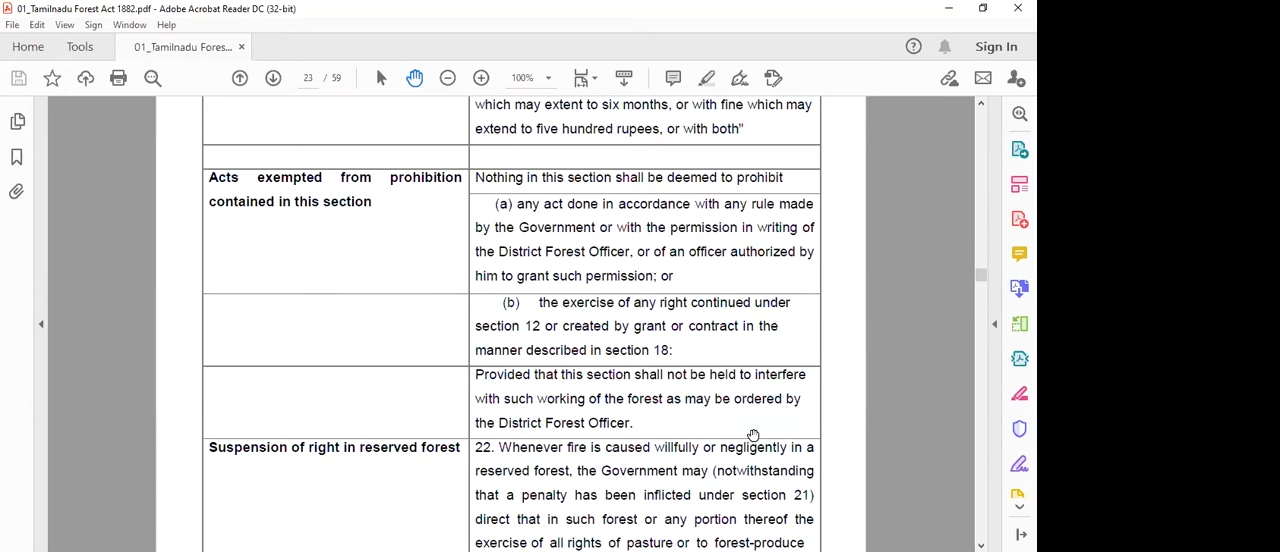 01_Tamilnadu Forest Act 1882.pdf - Adobe Acrobat Reader DC (32-bit)
File Edit View Sign Window Help
Home Tools 01_Tamilnadu Fores... × Sign In
23 / 59 100%
which may extent to six months, or with fine which may
extend to five hundred rupees, or with both"
Acts exempted from prohibition
contained in this section
Nothing in this section shall be deemed to prohibit
(a) any act done in accordance with any rule made
by the Government or with the permission in writing of
the District Forest Officer, or of an officer authorized by
him to grant such permission; or
(b) the exercise of any right continued under
section 12 or created by grant or contract in the
manner described in section 18:
Provided that this section shall not be held to interfere
with such working of the forest as may be ordered by
the District Forest Officer.
Suspension of right in reserved forest
22. Whenever fire is caused willfully or negligently in a
reserved forest, the Government may (notwithstanding
that a penalty has been inflicted under section 21)
direct that in such forest or any portion thereof the
exercise of all rights of pasture or to forest-produce